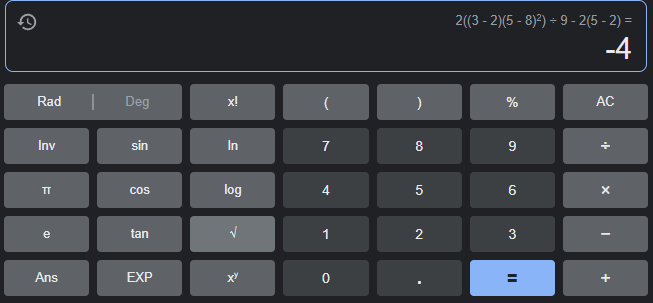 2((3 - 2)(5 - 8)²) ÷ 9 - 2(5 - 2) =
-4
Rad | Deg x! ( ) % AC
Inv sin ln 7 8 9 ÷
π cos log 4 5 6 ×
e tan √ 1 2 3 −
Ans EXP xʸ 0 . = +